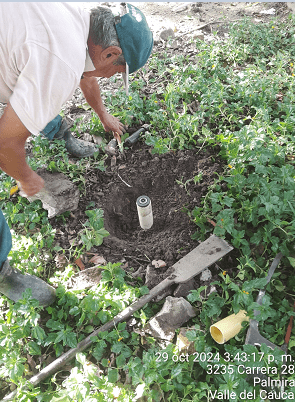 29 oct 2024 3:43:17 p. m.
3235 Carrera 28
Palmira
Valle del Cauca